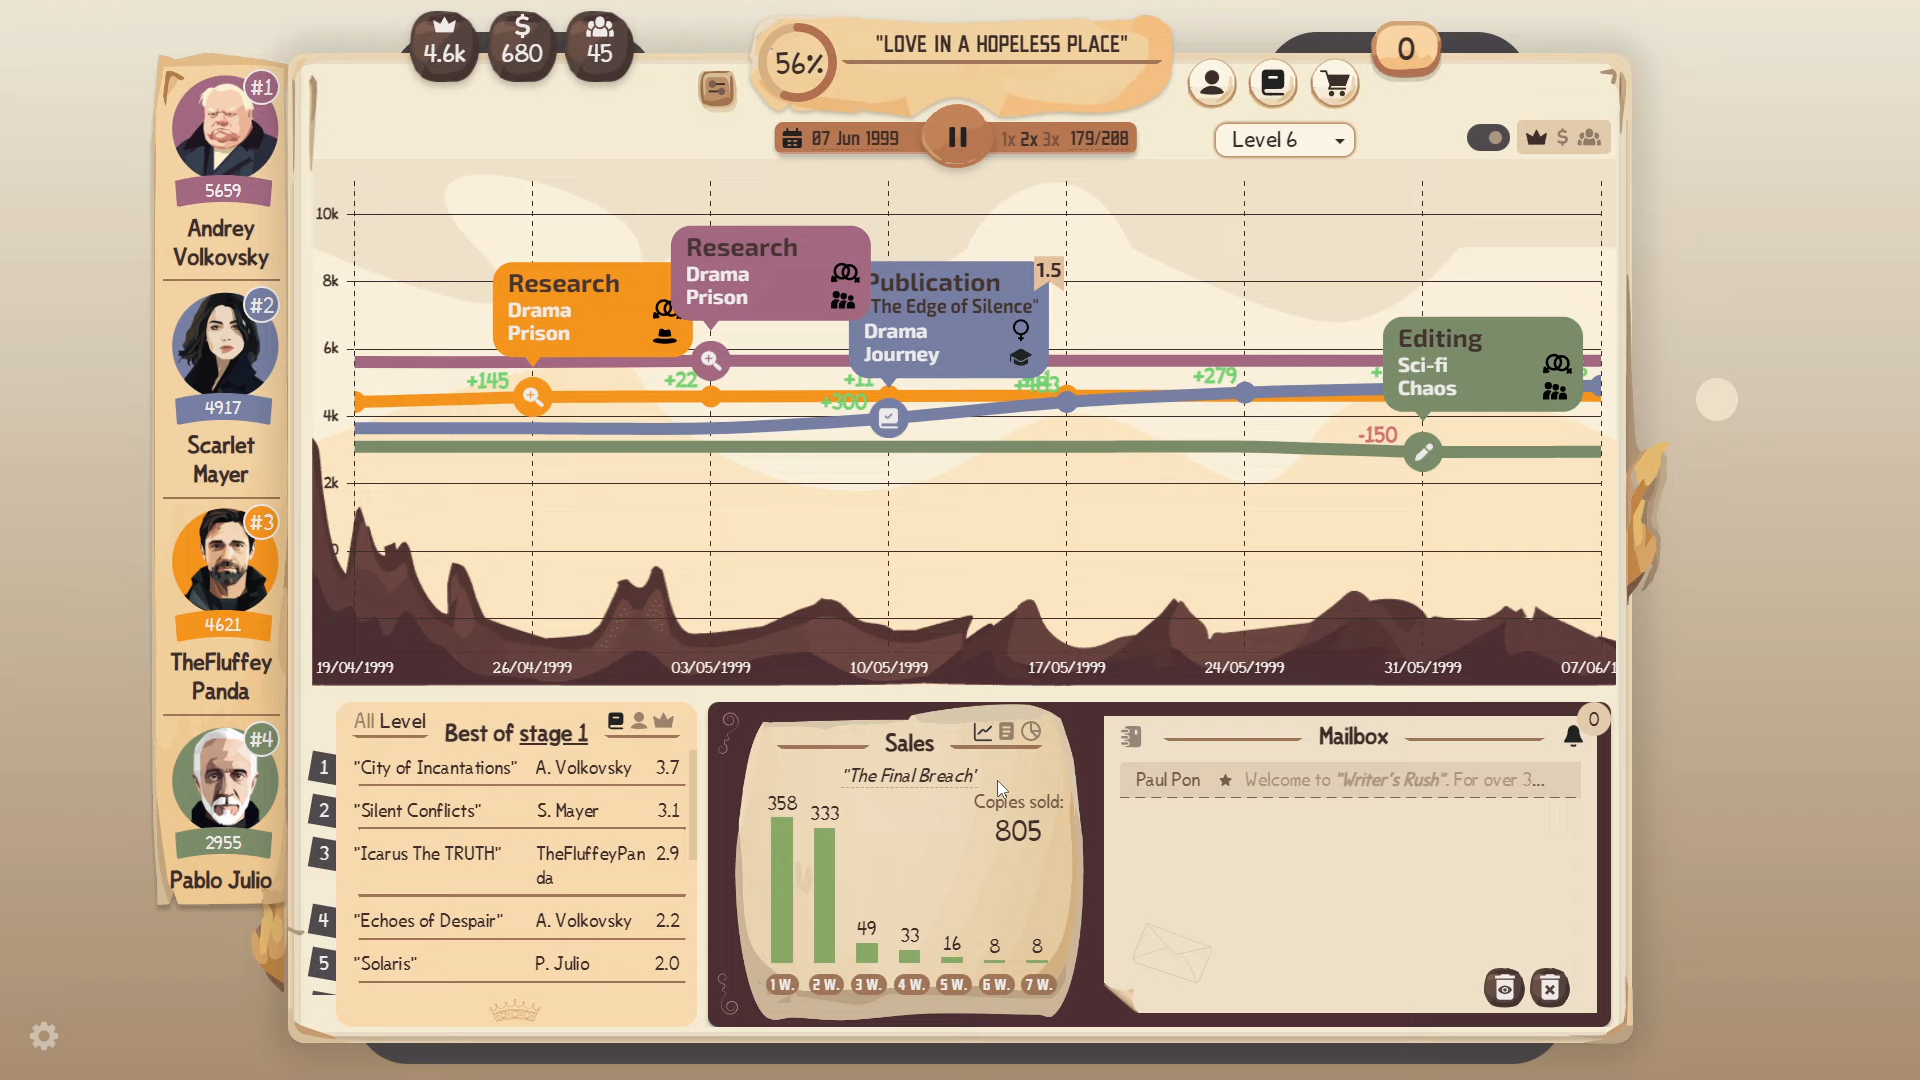 4.6k
680
45
56%
"LOVE IN A HOPELESS PLACE"
0
07 Jun 1999
1x 2x 3x 179/208
Level 6
#1
5659
Andrey
Volkovsky
#2
4917
Scarlet
Mayer
#3
4621
TheFluffey
Panda
#4
2955
Pablo Julio
10k
8k
6k
4k
2k
0
Research
Drama
Prison
Research
Drama
Prison
Publication
The Edge of Silence"
Drama
Journey
1.5
Editing
Sci-fi
Chaos
+145
+22
+11
+300
+279
-150
19/04/1999
26/04/1999
03/05/1999
10/05/1999
17/05/1999
24/05/1999
31/05/1999
07/06/1
All Level
Best of stage 1
1 "City of Incantations" A. Volkovsky 3.7
2 "Silent Conflicts" S. Mayer 3.1
3 "Icarus The TRUTH" TheFluffeyPan 2.9
da
4 "Echoes of Despair" A. Volkovsky 2.2
5 "Solaris" P. Julio 2.0
Sales
"The Final Breach'
Copies sold:
805
358
333
49
33
16
8
8
1 W. 2 W. 3 W. 4 W. 5 W. 6 W. 7 W.
Mailbox
0
Paul Pon ★ Welcome to "Writer's Rush". For over 3...